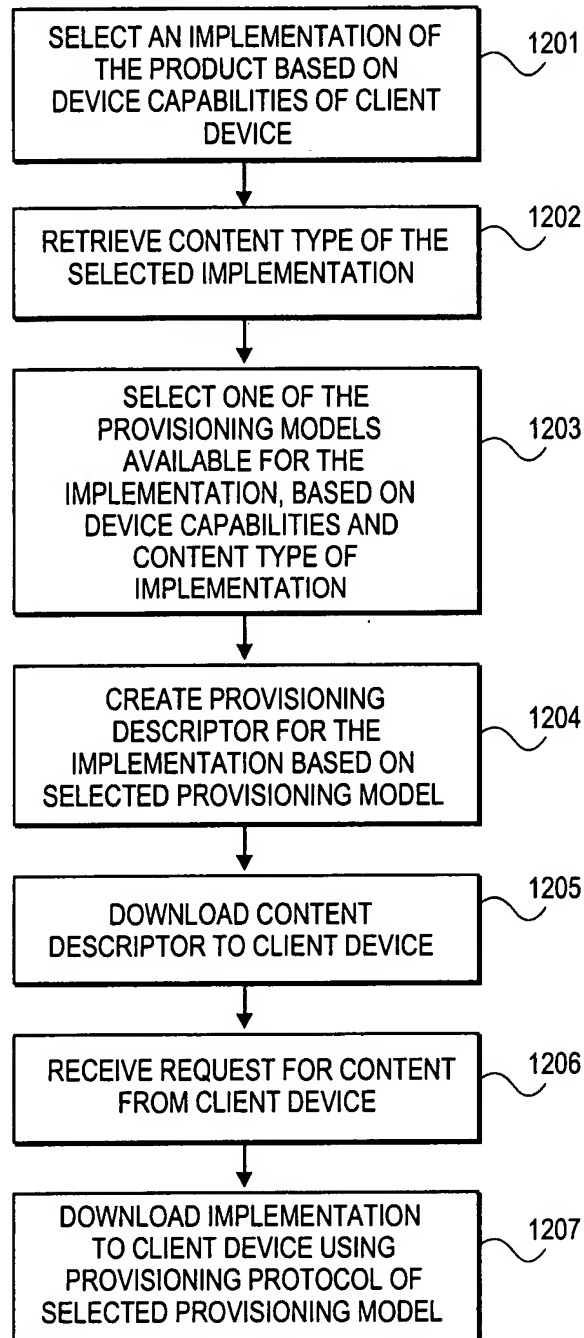 SELECT AN IMPLEMENTATION OF
THE PRODUCT BASED ON
DEVICE CAPABILITIES OF CLIENT
DEVICE
1201
RETRIEVE CONTENT TYPE OF THE
SELECTED IMPLEMENTATION
1202
SELECT ONE OF THE
PROVISIONING MODELS
AVAILABLE FOR THE
IMPLEMENTATION, BASED ON
DEVICE CAPABILITIES AND
CONTENT TYPE OF
IMPLEMENTATION
1203
CREATE PROVISIONING
DESCRIPTOR FOR THE
IMPLEMENTATION BASED ON
SELECTED PROVISIONING MODEL
1204
DOWNLOAD CONTENT
DESCRIPTOR TO CLIENT DEVICE
1205
RECEIVE REQUEST FOR CONTENT
FROM CLIENT DEVICE
1206
DOWNLOAD IMPLEMENTATION
TO CLIENT DEVICE USING
PROVISIONING PROTOCOL OF
SELECTED PROVISIONING MODEL
1207